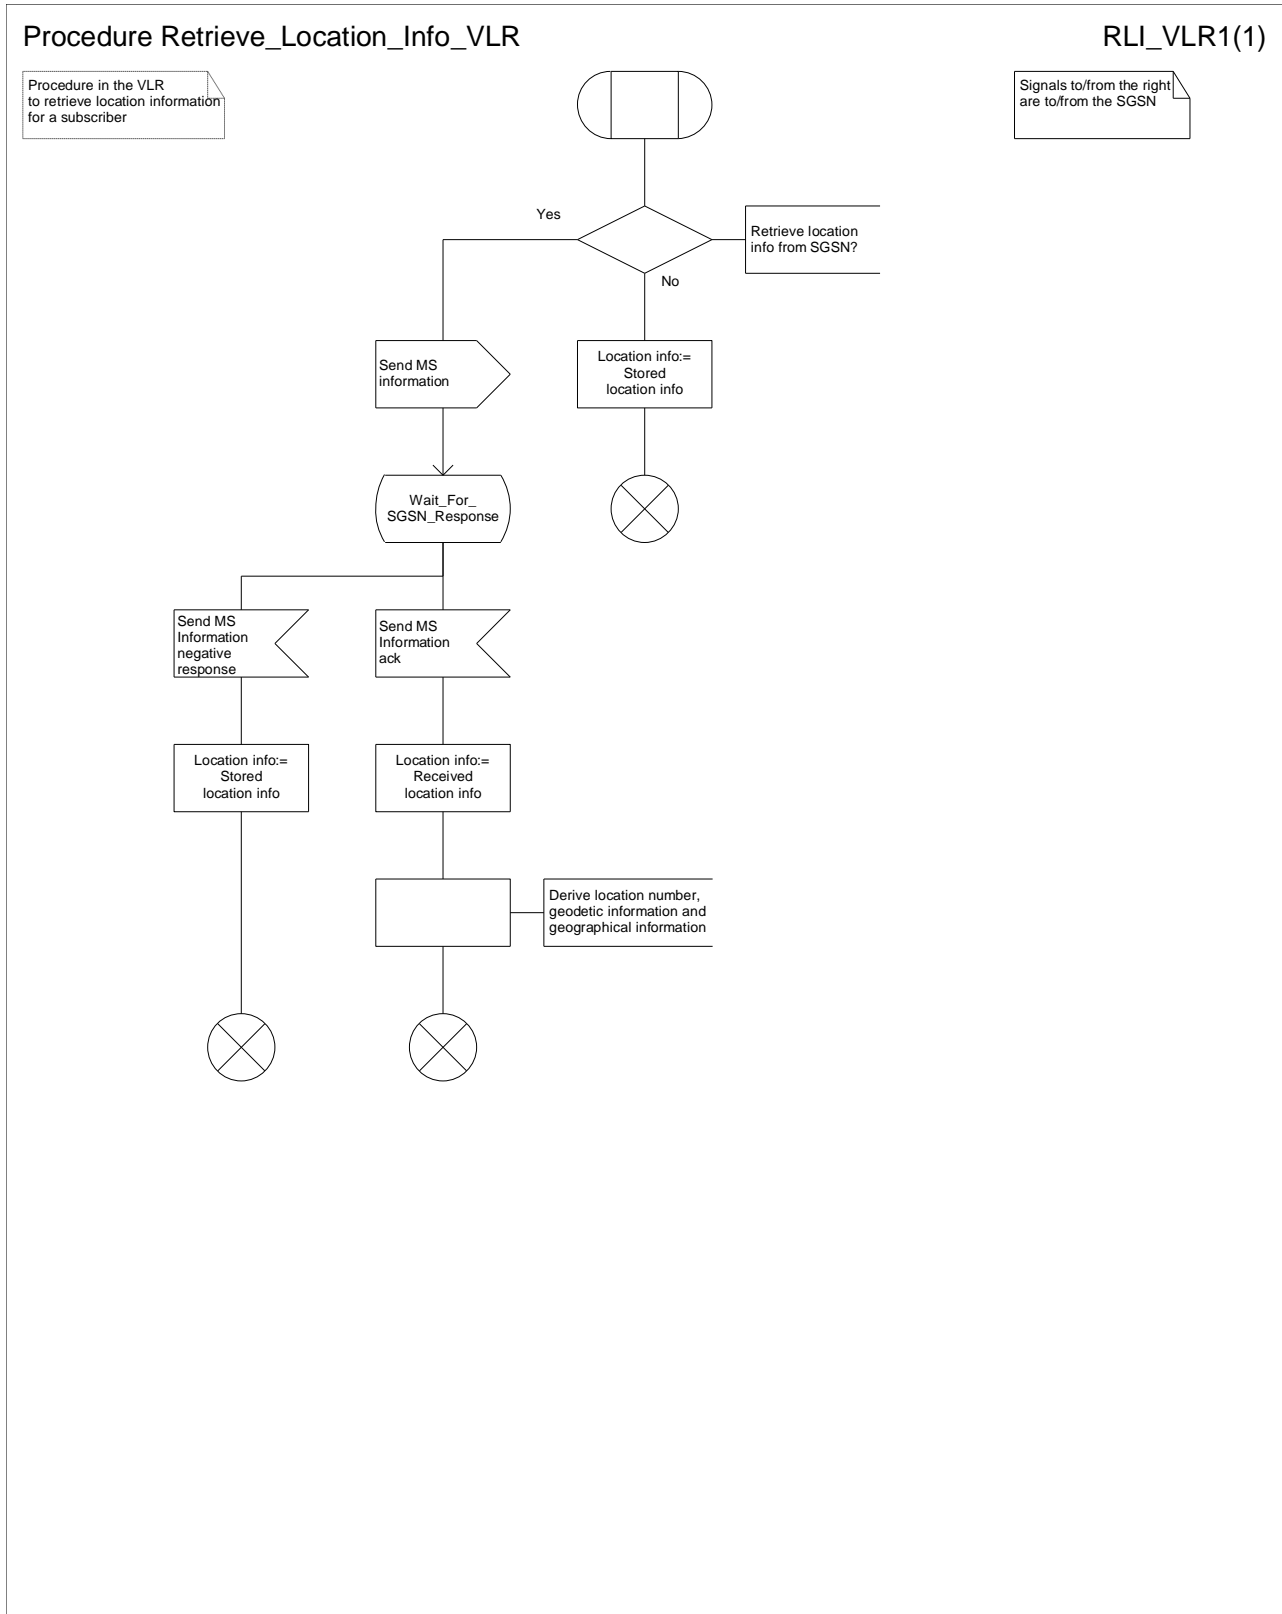 Procedure Retrieve_Location_Info_VLR
RLI_VLR1(1)
Procedure in the VLR
to retrieve location information
for a subscriber
Signals to/from the right
are to/from the SGSN
Yes
Retrieve location
info from SGSN?
No
Send MS
information
Location info:=
Stored
location info
Wait_For_
SGSN_Response
Send MS
Information
negative
response
Send MS
Information
ack
Location info:=
Stored
location info
Location info:=
Received
location info
Derive location number,
geodetic information and
geographical information